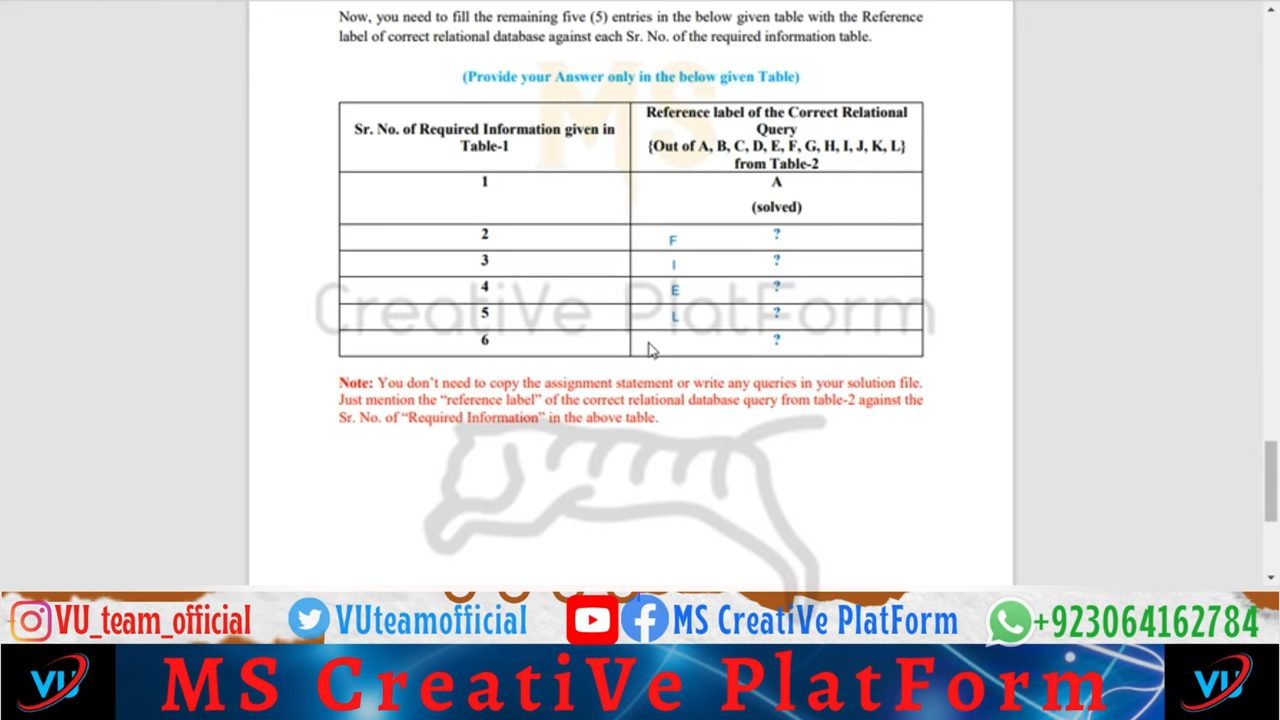 Now, you need to fill the remaining five (5) entries in the below given table with the Reference
label of correct relational database against each Sr. No. of the required information table.
(Provide your Answer only in the below given Table)
Sr. No. of Required Information given in
Table-1
Reference label of the Correct Relational
Query
{Out of A, B, C, D, E, F, G, H, I, J, K, L}
from Table-2
1
A
(solved)
2 F ?
3 I ?
4 E ?
5 L ?
6 ?
MS
CreatiVe PlatForm
Note: You don't need to copy the assignment statement or write any queries in your solution file.
Just mention the "reference label" of the correct relational database query from table-2 against the
Sr. No. of "Required Information" in the above table.
VU_team_official VUteamofficial MS CreatiVe PlatForm +923064162784
VU MS CreatiVe PlatForm VU